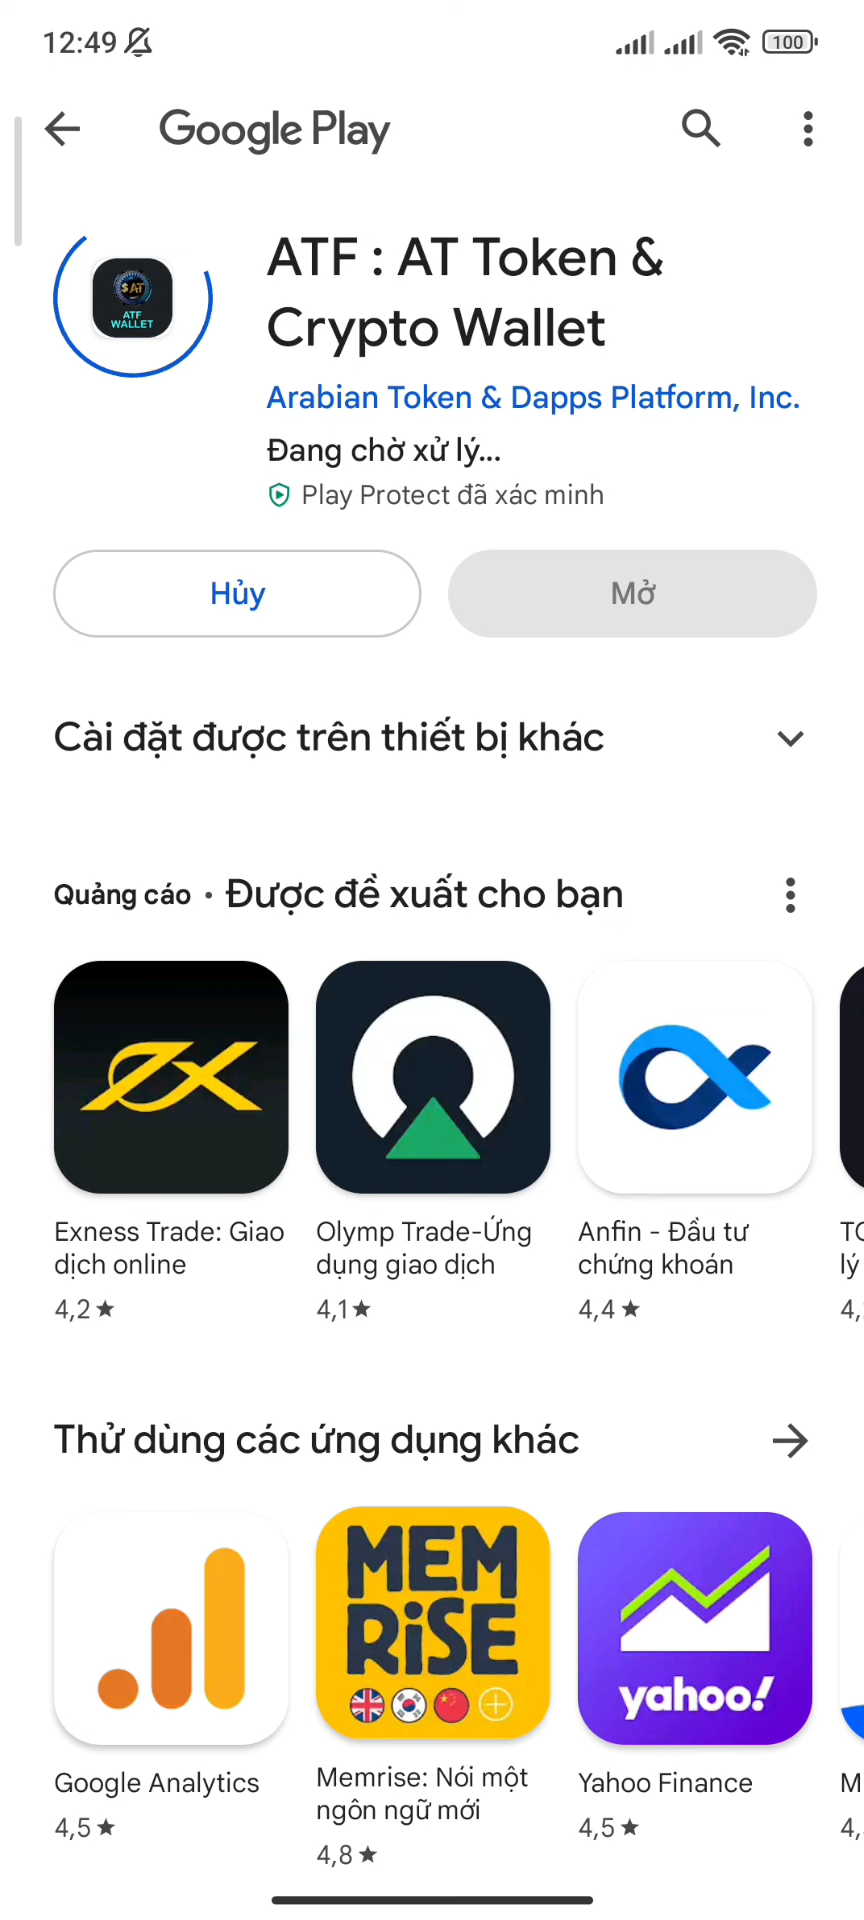 12:49
100
Google Play
ATF : AT Token &
Crypto Wallet
$AT
ATF
WALLET
Arabian Token & Dapps Platform, Inc.
Đang chờ xử lý...
Play Protect đã xác minh
Hủy
Mở
Cài đặt được trên thiết bị khác
Quảng cáo • Được đề xuất cho bạn
Exness Trade: Giao
dịch online
4,2 ★
Olymp Trade-Ứng
dụng giao dịch
4,1 ★
Anfin - Đầu tư
chứng khoán
4,4 ★
lý
4,
Thử dùng các ứng dụng khác
MEM
RiSE
yahoo!
Google Analytics
4,5 ★
Memrise: Nói một
ngôn ngữ mới
4,8 ★
Yahoo Finance
4,5 ★
M
4,